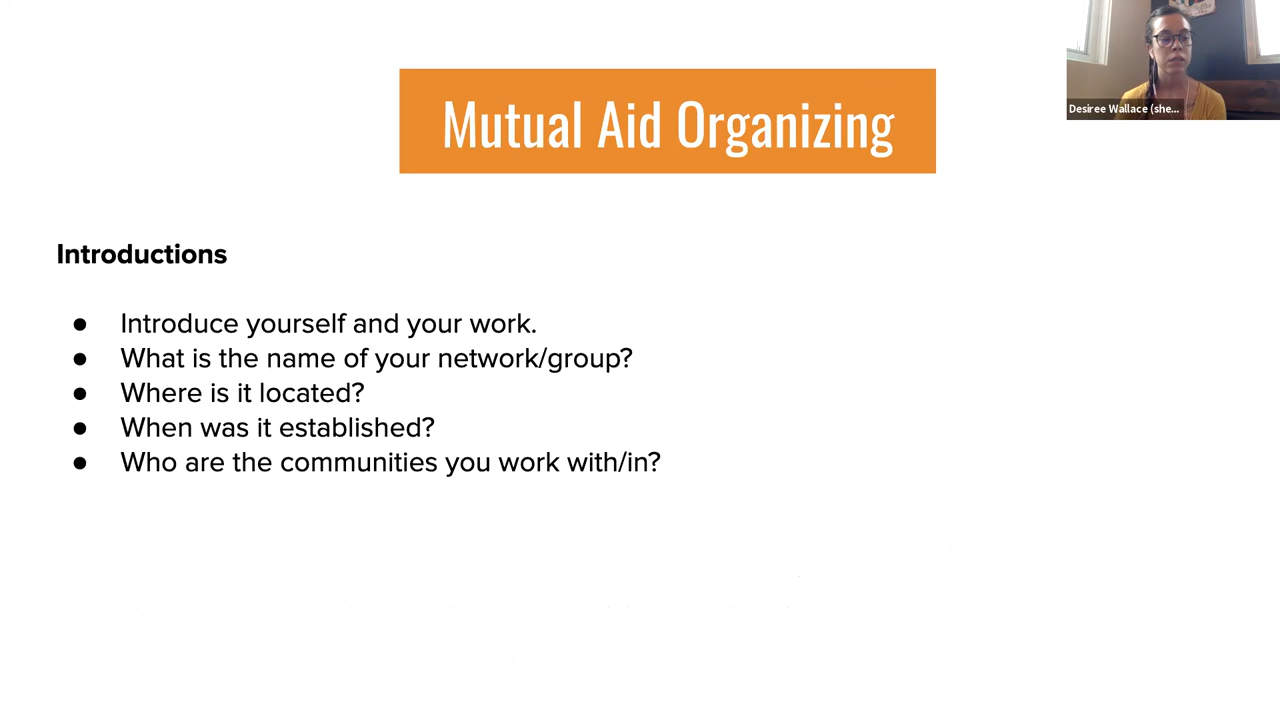 Mutual Aid Organizing
Desiree Wallace (she...
Introductions
● Introduce yourself and your work.
● What is the name of your network/group?
● Where is it located?
● When was it established?
● Who are the communities you work with/in?